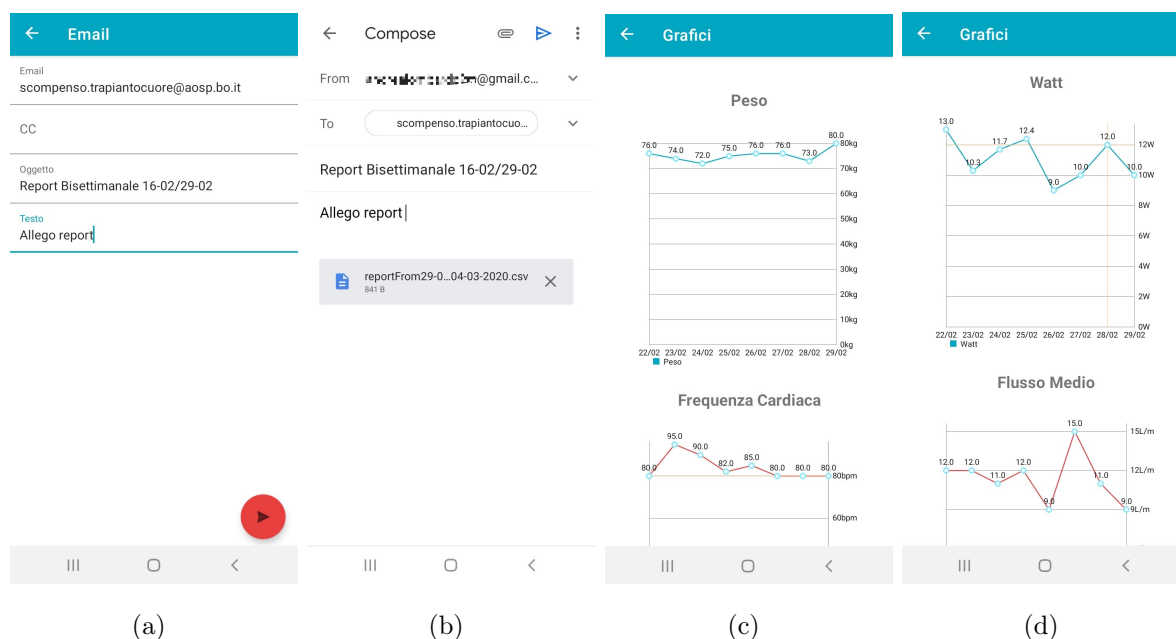 Email
Email
scompenso.trapiantocuore@aosp.bo.it
CC
Oggetto
Report Bisettimanale 16-02/29-02
Testo
Allego report
(a)
Compose
From @gmail.c...
To scompenso.trapiantocuo...
Report Bisettimanale 16-02/29-02
Allego report
reportFrom29-0...04-03-2020.csv
841 B
(b)
Grafici
Peso
76.0 74.0 72.0 75.0 76.0 76.0 73.0 80.0
80kg
70kg
60kg
50kg
40kg
30kg
20kg
10kg
0kg
22/02 23/02 24/02 25/02 26/02 27/02 28/02 29/02
Peso
Frequenza Cardiaca
80.0 95.0 90.0 82.0 85.0 80.0 80.0 80.0
80bpm
60bpm
(c)
Grafici
Watt
13.0 10.3 11.7 12.4 9.0 10.0 12.0 10.0
12W
10W
8W
6W
4W
2W
0W
22/02 23/02 24/02 25/02 26/02 27/02 28/02 29/02
Watt
Flusso Medio
12.0 12.0 11.0 12.0 9.0 15.0 11.0 9.0
15L/m
12L/m
9L/m
(d)